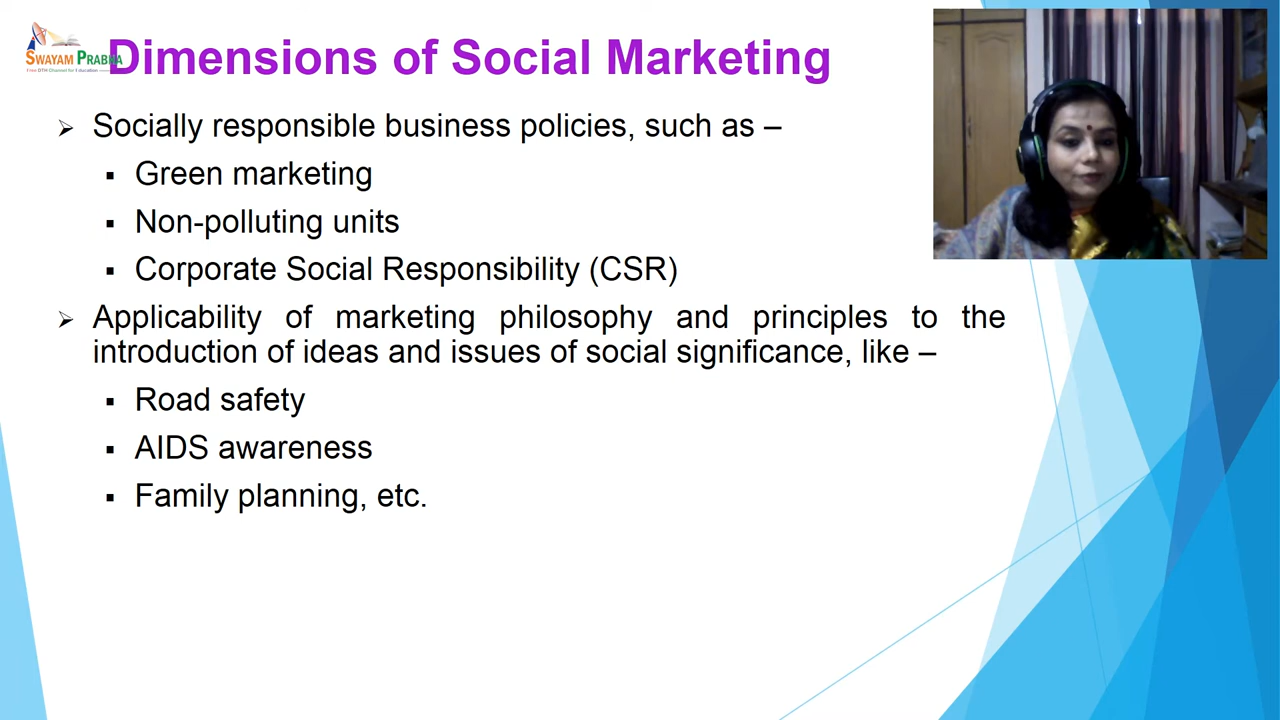 SWAYAM PRABHA
Dimensions of Social Marketing
➢ Socially responsible business policies, such as –
▪ Green marketing
▪ Non-polluting units
▪ Corporate Social Responsibility (CSR)
➢ Applicability of marketing philosophy and principles to the
introduction of ideas and issues of social significance, like –
▪ Road safety
▪ AIDS awareness
▪ Family planning, etc.